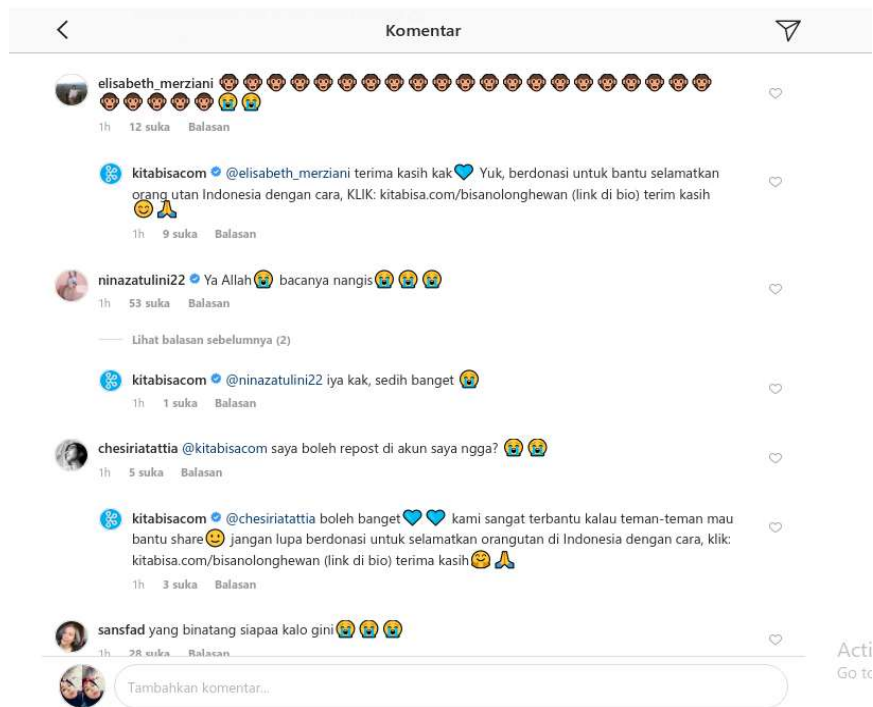 Komentar
elisabeth_merziani 🐵🐵🐵🐵🐵🐵🐵🐵🐵🐵🐵🐵🐵🐵🐵🐵🐵🐵🐵🐵🐵
🐵🐵🐵🐵🐵😭😭
1h 12 suka Balasan
kitabisacom @elisabeth_merziani terima kasih kak💙 Yuk, berdonasi untuk bantu selamatkan
orang utan Indonesia dengan cara, KLIK: kitabisa.com/bisanolonghewan (link di bio) terim kasih
😊🙏
1h 9 suka Balasan
ninazatulini22 Ya Allah😭 bacanya nangis😭😭😭
1h 53 suka Balasan
Lihat balasan sebelumnya (2)
kitabisacom @ninazatulini22 iya kak, sedih banget 😭
1h 1 suka Balasan
chesiriatattia @kitabisacom saya boleh repost di akun saya ngga? 😭😭
1h 5 suka Balasan
kitabisacom @chesiriatattia boleh banget💙💙 kami sangat terbantu kalau teman-teman mau
bantu share🙂 jangan lupa berdonasi untuk selamatkan orangutan di Indonesia dengan cara, klik:
kitabisa.com/bisanolonghewan (link di bio) terima kasih🤗🙏
1h 3 suka Balasan
sansfad yang binatang siapaa kalo gini😭😭😭
1h 28 suka Balasan
Tambahkan komentar...
Acti
Go to